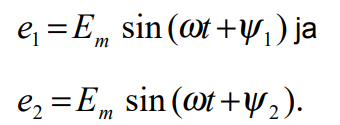 e₁ = Eₘ sin (ωt + ψ₁) ja
e₂ = Eₘ sin (ωt + ψ₂).